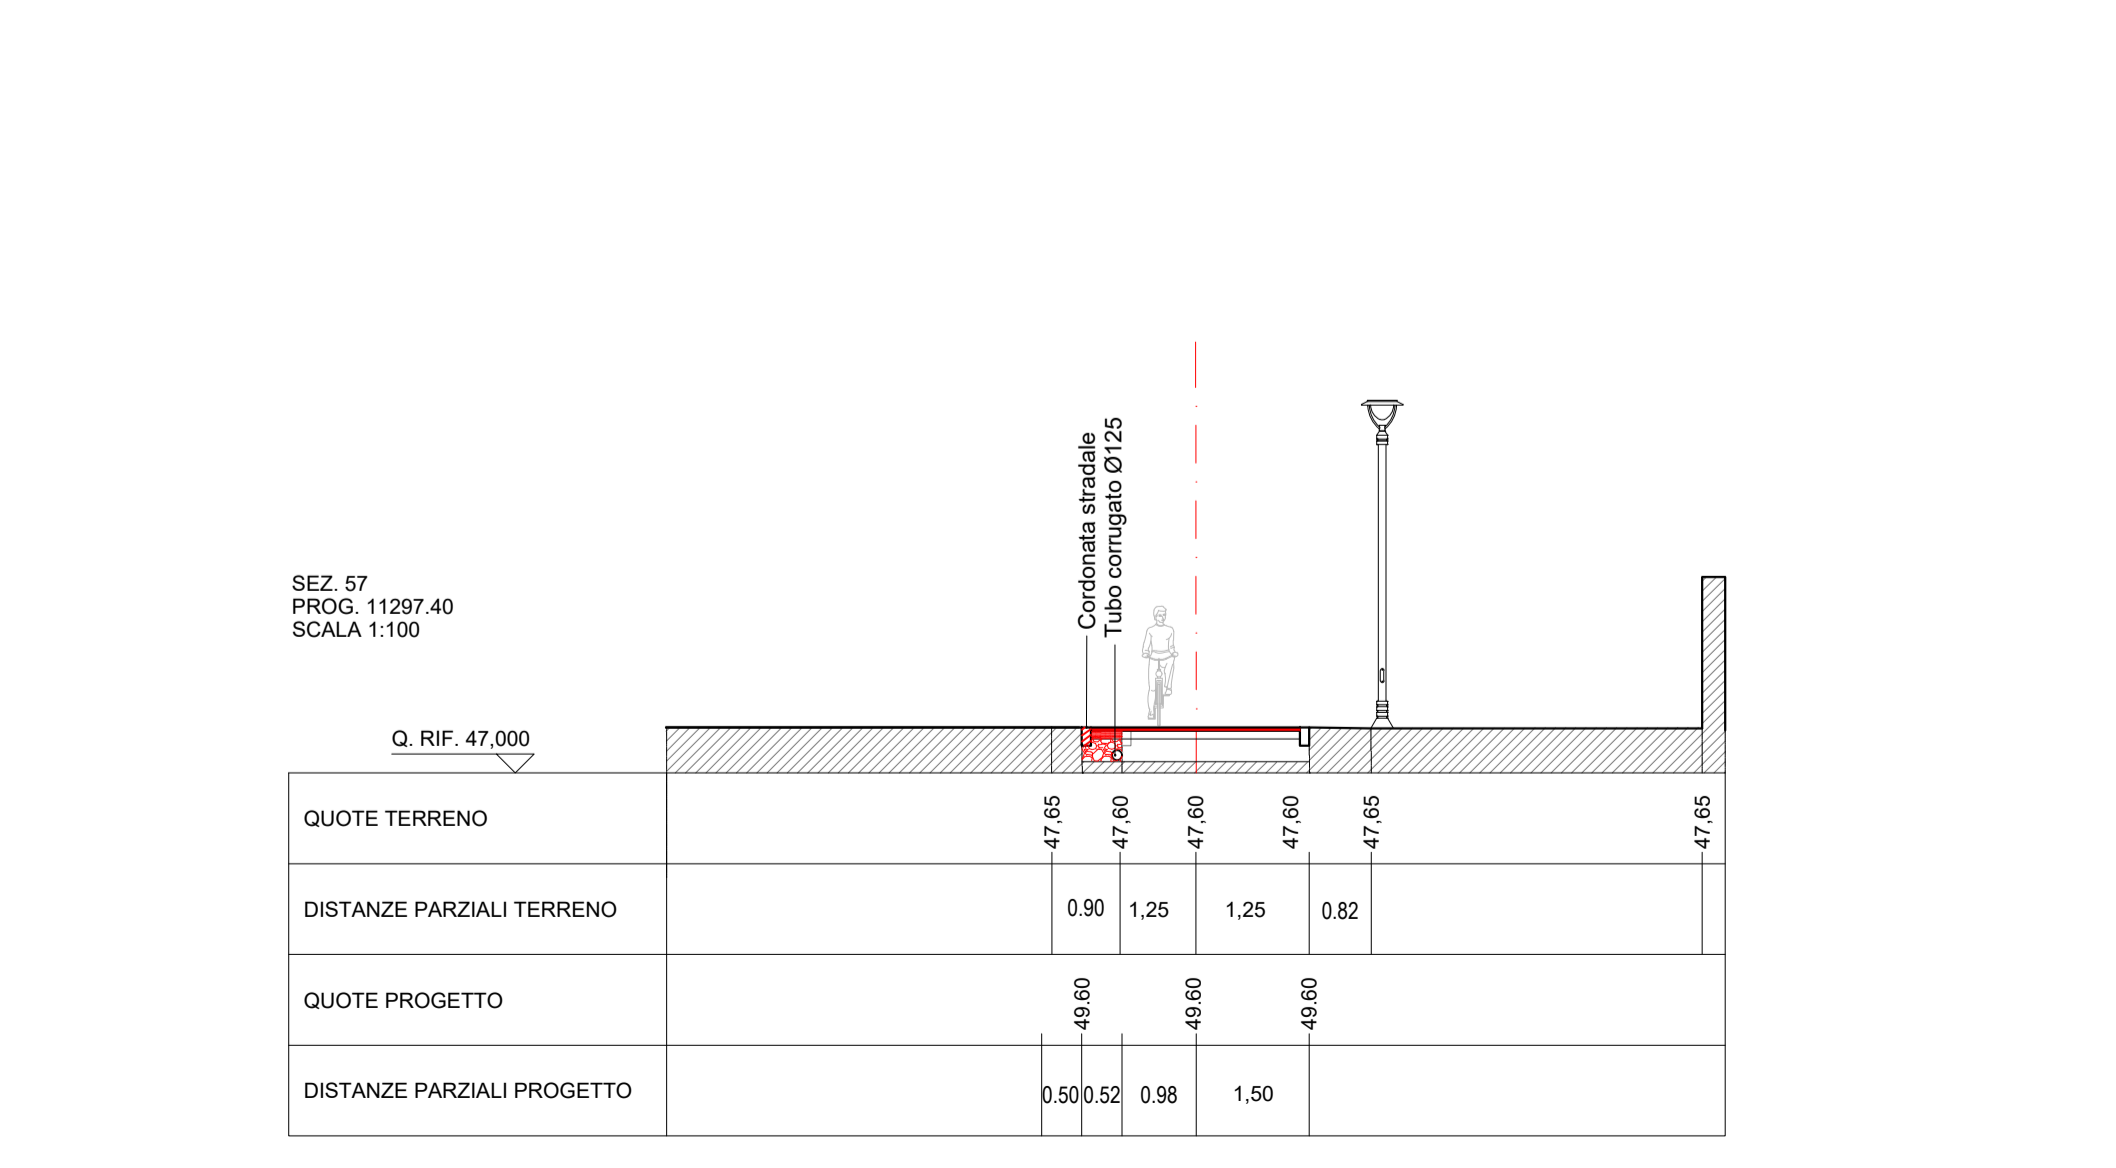 Cordonata stradale
Tubo corrugato Ø125
SEZ. 57
PROG. 11297.40
SCALA 1:100
Q. RIF. 47,000
QUOTE TERRENO
47,65
47,60
47,60
47,60
47,65
47,65
DISTANZE PARZIALI TERRENO
0.90
1,25
1,25
0.82
QUOTE PROGETTO
49.60
49.60
49.60
DISTANZE PARZIALI PROGETTO
0.50
0.52
0.98
1,50